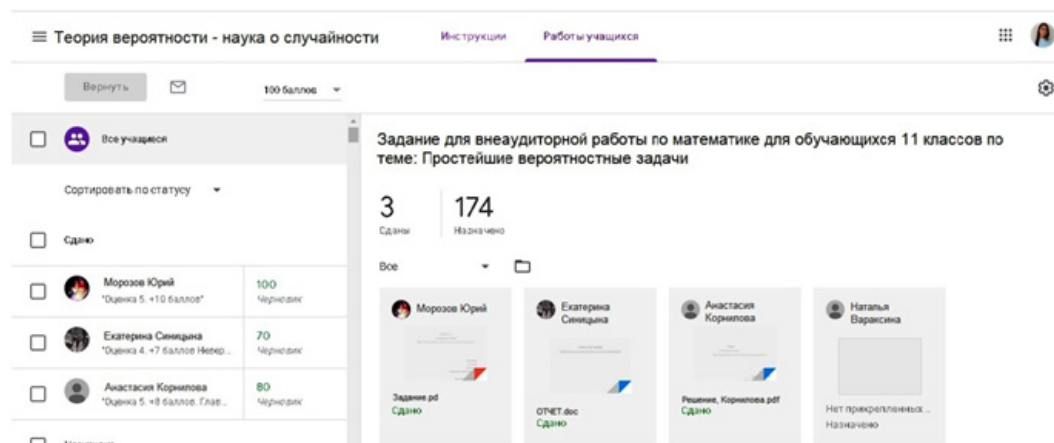 Теория вероятности - наука о случайности
Инструкции
Работы учащихся
Вернуть
100 баллов
Все учащиеся
Сортировать по статусу
Сдано
Морозов Юрий
"Оценка 5. +10 баллов"
100
Черновик
Екатерина Синицына
"Оценка 4. +7 баллов Невер...
70
Черновик
Анастасия Корнилова
"Оценка 5. +8 баллов. Глав...
80
Черновик
Задание для внеаудиторной работы по математике для обучающихся 11 классов по
теме: Простейшие вероятностные задачи
3
Сданы
174
Назначено
Все
Морозов Юрий
Задание.pd
Сдано
Екатерина
Синицына
ОТЧЕТ.doc
Сдано
Анастасия
Корнилова
Решение, Корнилова.pdf
Сдано
Наталья
Вараксина
Нет прикрепленных ...
Назначено